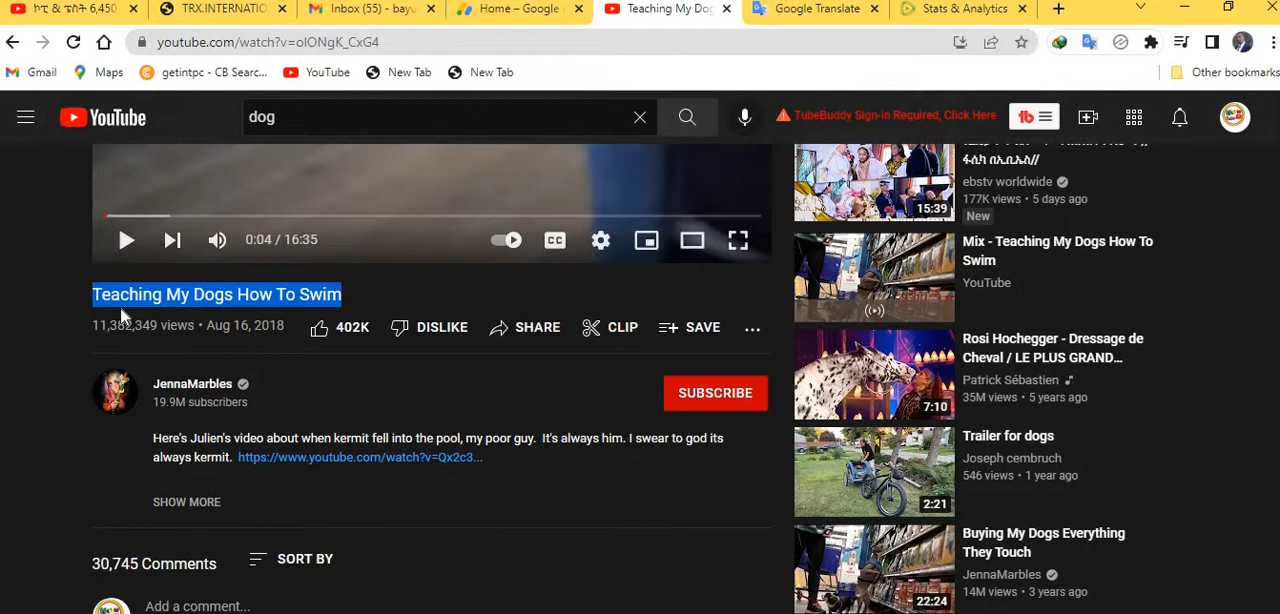 ኮፒ & ፔስት 6,450
TRX.INTERNATIO
Inbox (55) - bayu
Home – Google
Teaching My Dog
Google Translate
Stats & Analytics
youtube.com/watch?v=oIONgK_CxG4
Gmail
Maps
getintpc - CB Searc...
YouTube
New Tab
New Tab
Other bookmarks
YouTube
dog
TubeBuddy Sign-in Required, Click Here
tb
ፋሲካ በኢቢኤስ//
ebstv worldwide
177K views • 5 days ago
New
15:39
0:04 / 16:35
CC
Teaching My Dogs How To Swim
11,382,349 views • Aug 16, 2018
402K
DISLIKE
SHARE
CLIP
SAVE
JennaMarbles
19.9M subscribers
SUBSCRIBE
Here's Julien's video about when kermit fell into the pool, my poor guy. It's always him. I swear to god its
always kermit. https://www.youtube.com/watch?v=Qx2c3...
SHOW MORE
30,745 Comments
SORT BY
Add a comment...
Mix - Teaching My Dogs How To
Swim
YouTube
Rosi Hochegger - Dressage de
Cheval / LE PLUS GRAND...
Patrick Sébastien
35M views • 5 years ago
7:10
Trailer for dogs
Joseph cembruch
546 views • 1 year ago
2:21
Buying My Dogs Everything
They Touch
JennaMarbles
14M views • 3 years ago
22:24